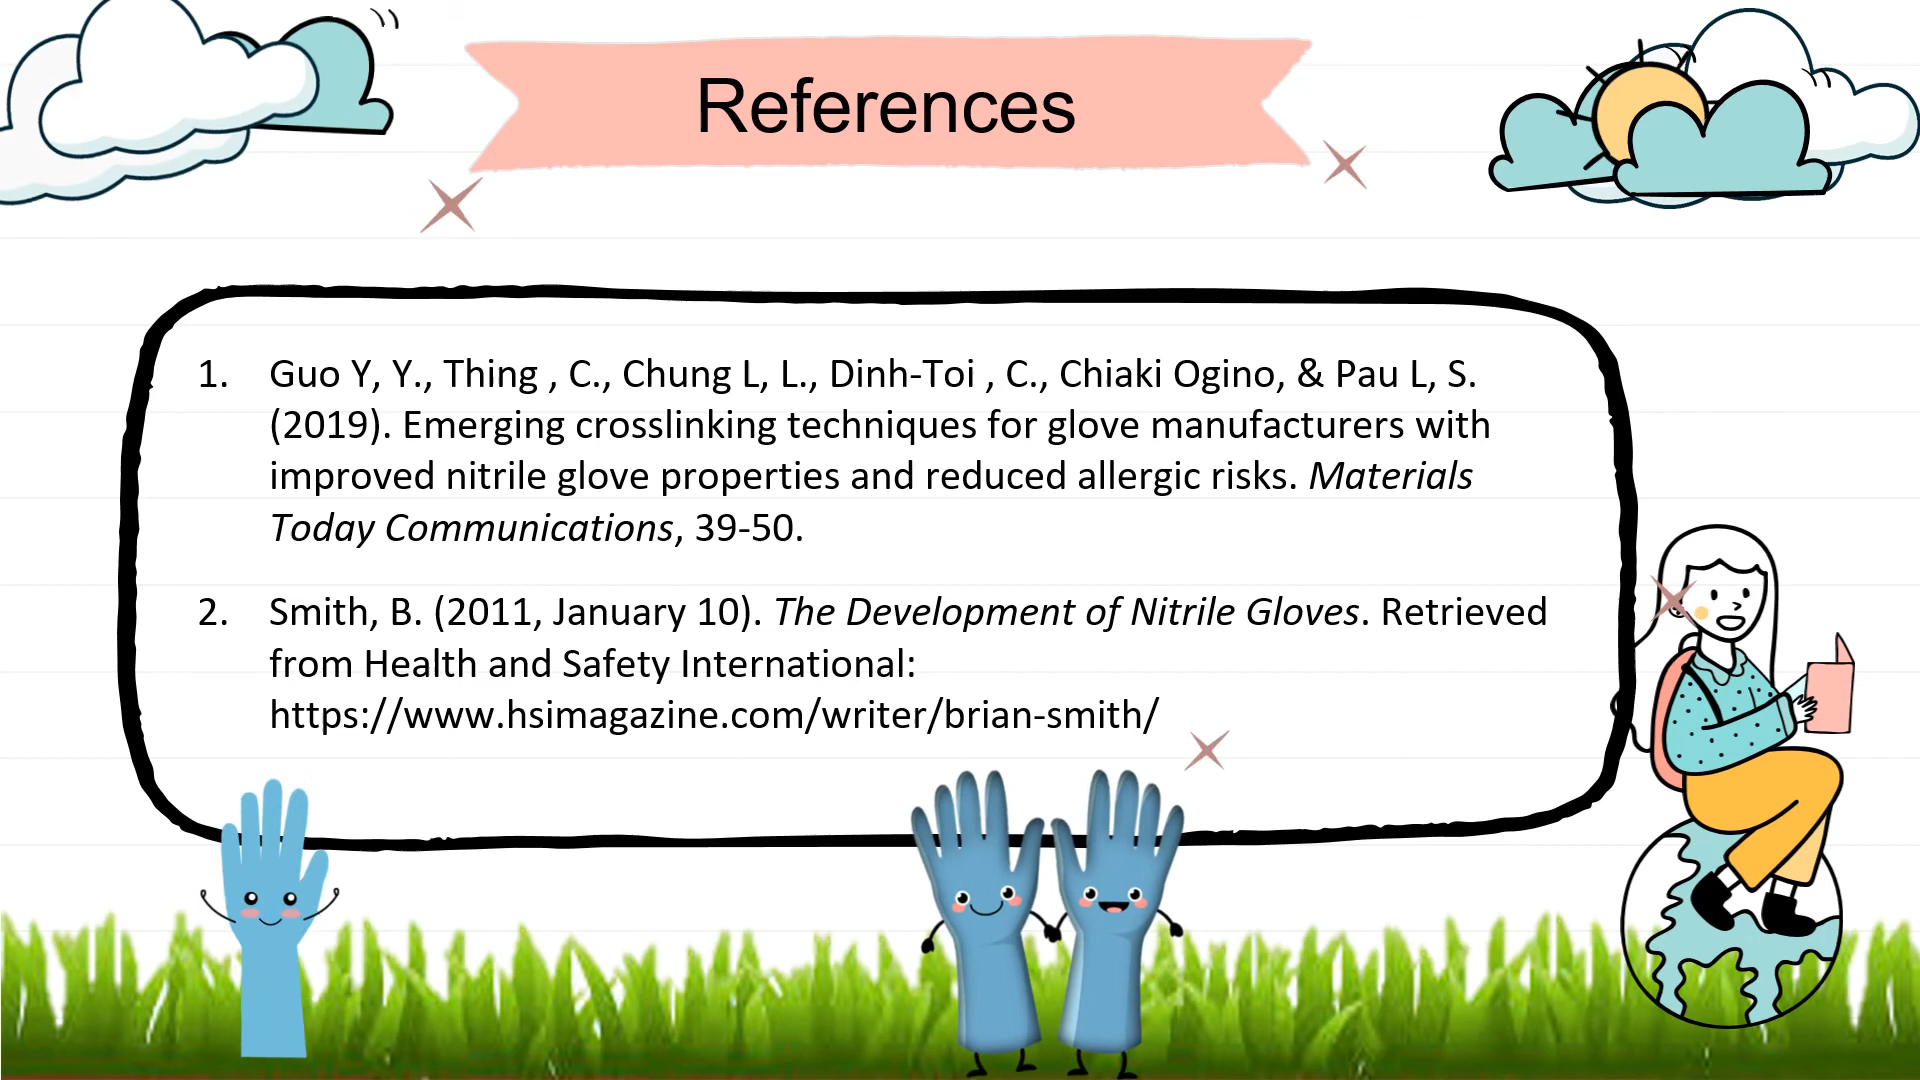 References
1. Guo Y, Y., Thing , C., Chung L, L., Dinh-Toi , C., Chiaki Ogino, & Pau L, S.
(2019). Emerging crosslinking techniques for glove manufacturers with
improved nitrile glove properties and reduced allergic risks. Materials
Today Communications, 39-50.
2. Smith, B. (2011, January 10). The Development of Nitrile Gloves. Retrieved
from Health and Safety International:
https://www.hsimagazine.com/writer/brian-smith/